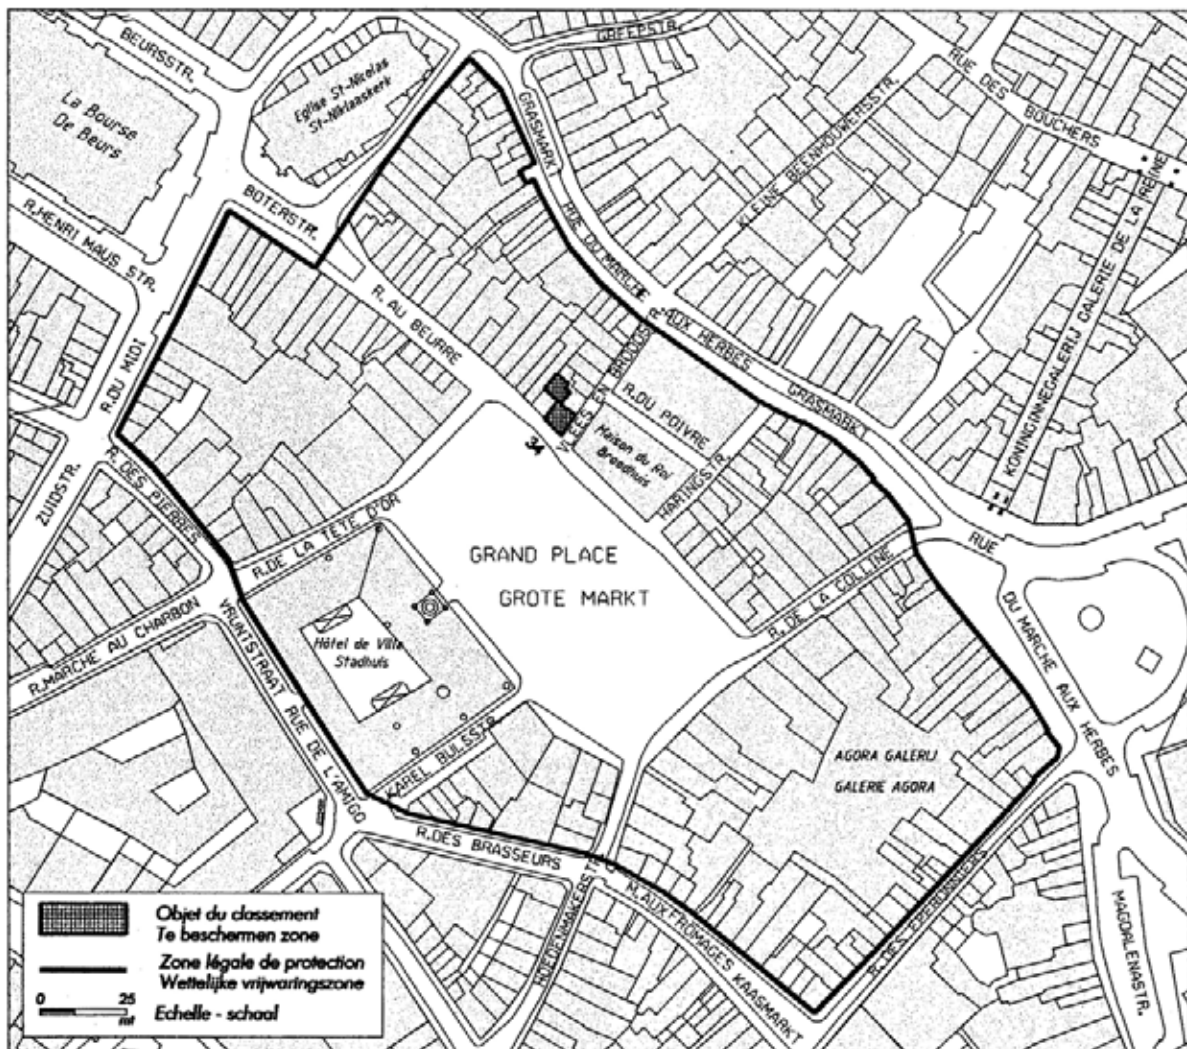 BEURSSTR.
La Bourse
De Beurs
Eglise St-Nicolas
St-Niklaaskerk
GREEPSTR.
GRASMARKT
RUE DES BOUCHERS
KLEINE BEENHOUWERSSTR.
KONINGINNEGALERIJ GALERIE DE LA REINE
BOTERSTR.
R.HENRI MAUS STR.
R. AU BEURRE
RUE DU MARCHE AUX HERBES
GRASMARKT
R.DU MIDI
ZUIDSTR.
R. DES PIERRES
VLEES EN BROODS
R.DU POIVRE
Maison du Roi
Broodhuis
HARINGSTR.
34
R.DE LA TETE D'OR
GRAND PLACE
GROTE MARKT
R. DE LA COLLINE
RUE
DU MARCHE AUX HERBES
R.MARCHE AU CHARBON
VRUNTSTRAAT RUE DE L'AMIGO
Hôtel de Ville
Stadhuis
KAREL BULSSTR.
AGORA GALERIJ
GALERIE AGORA
R.DES BRASSEURS
HOEDENMAKERSTR.
M.AUX FROMAGES KAASMARKT
R. DES EPERONNIERS
MAGDALENASTR.
Objet du classement
Te beschermen zone
Zone légale de protection
Wettelijke vrijwaringszone
0 25
mt
Echelle - schaal